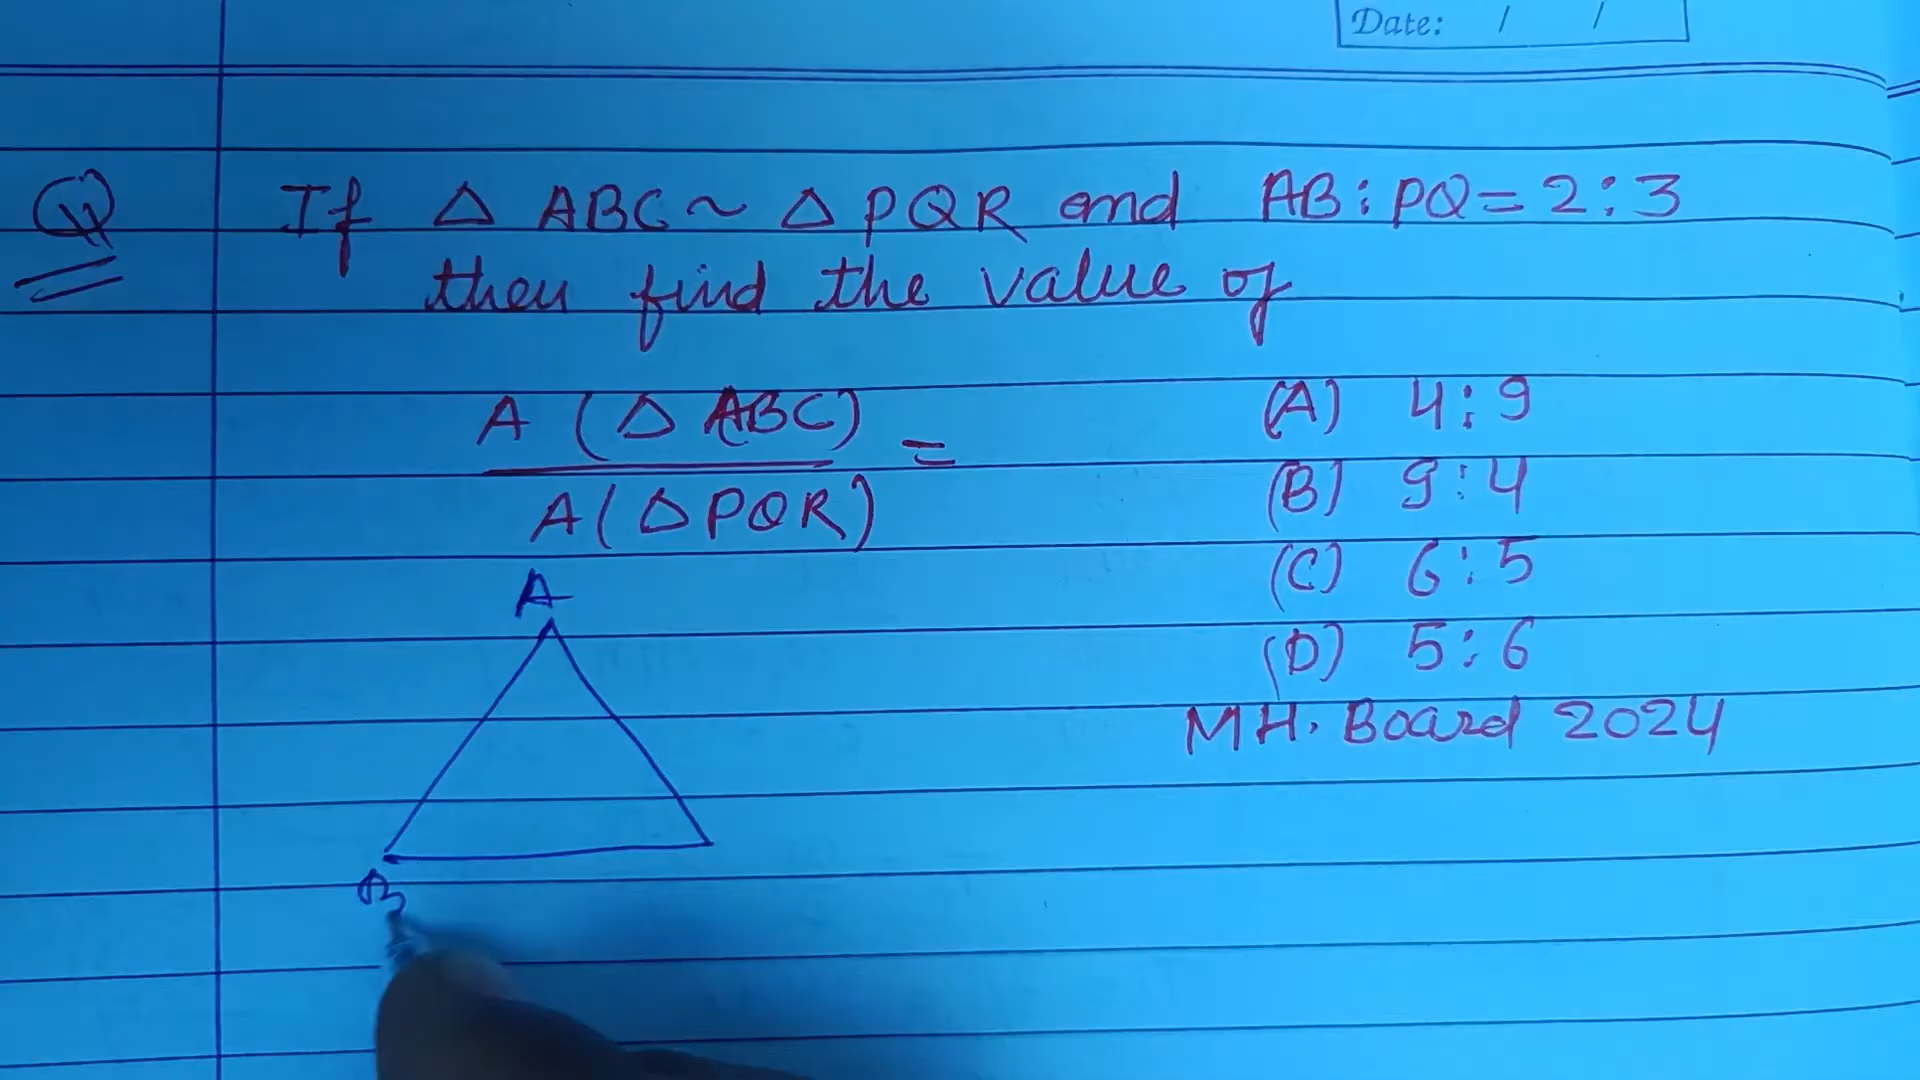 Date: / /
Q If △ ABC ~ △ PQR and AB : PQ = 2 : 3
then find the value of
A ( △ ABC)
=
A ( △ PQR)
(A) 4 : 9
(B) 9 : 4
(C) 6 : 5
(D) 5 : 6
MH. Board 2024
A
B